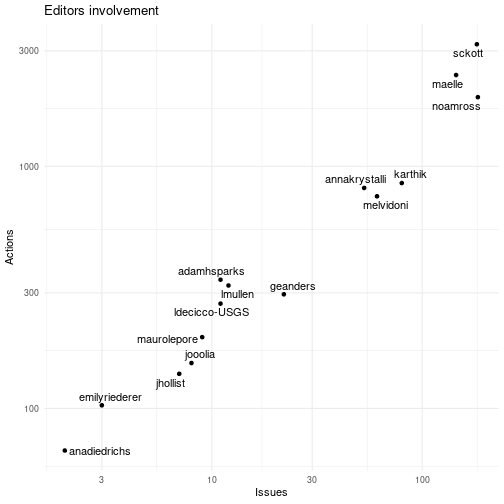 Editors involvement
3000
sckott
maelle
noamross
1000
karthik
annakrystalli
melvidoni
Actions
adamhsparks
geanders
300
lmullen
ldecicco-USGS
maurolepore
jooolia
jhollist
emilyriederer
100
anadiedrichs
3
10
30
100
Issues